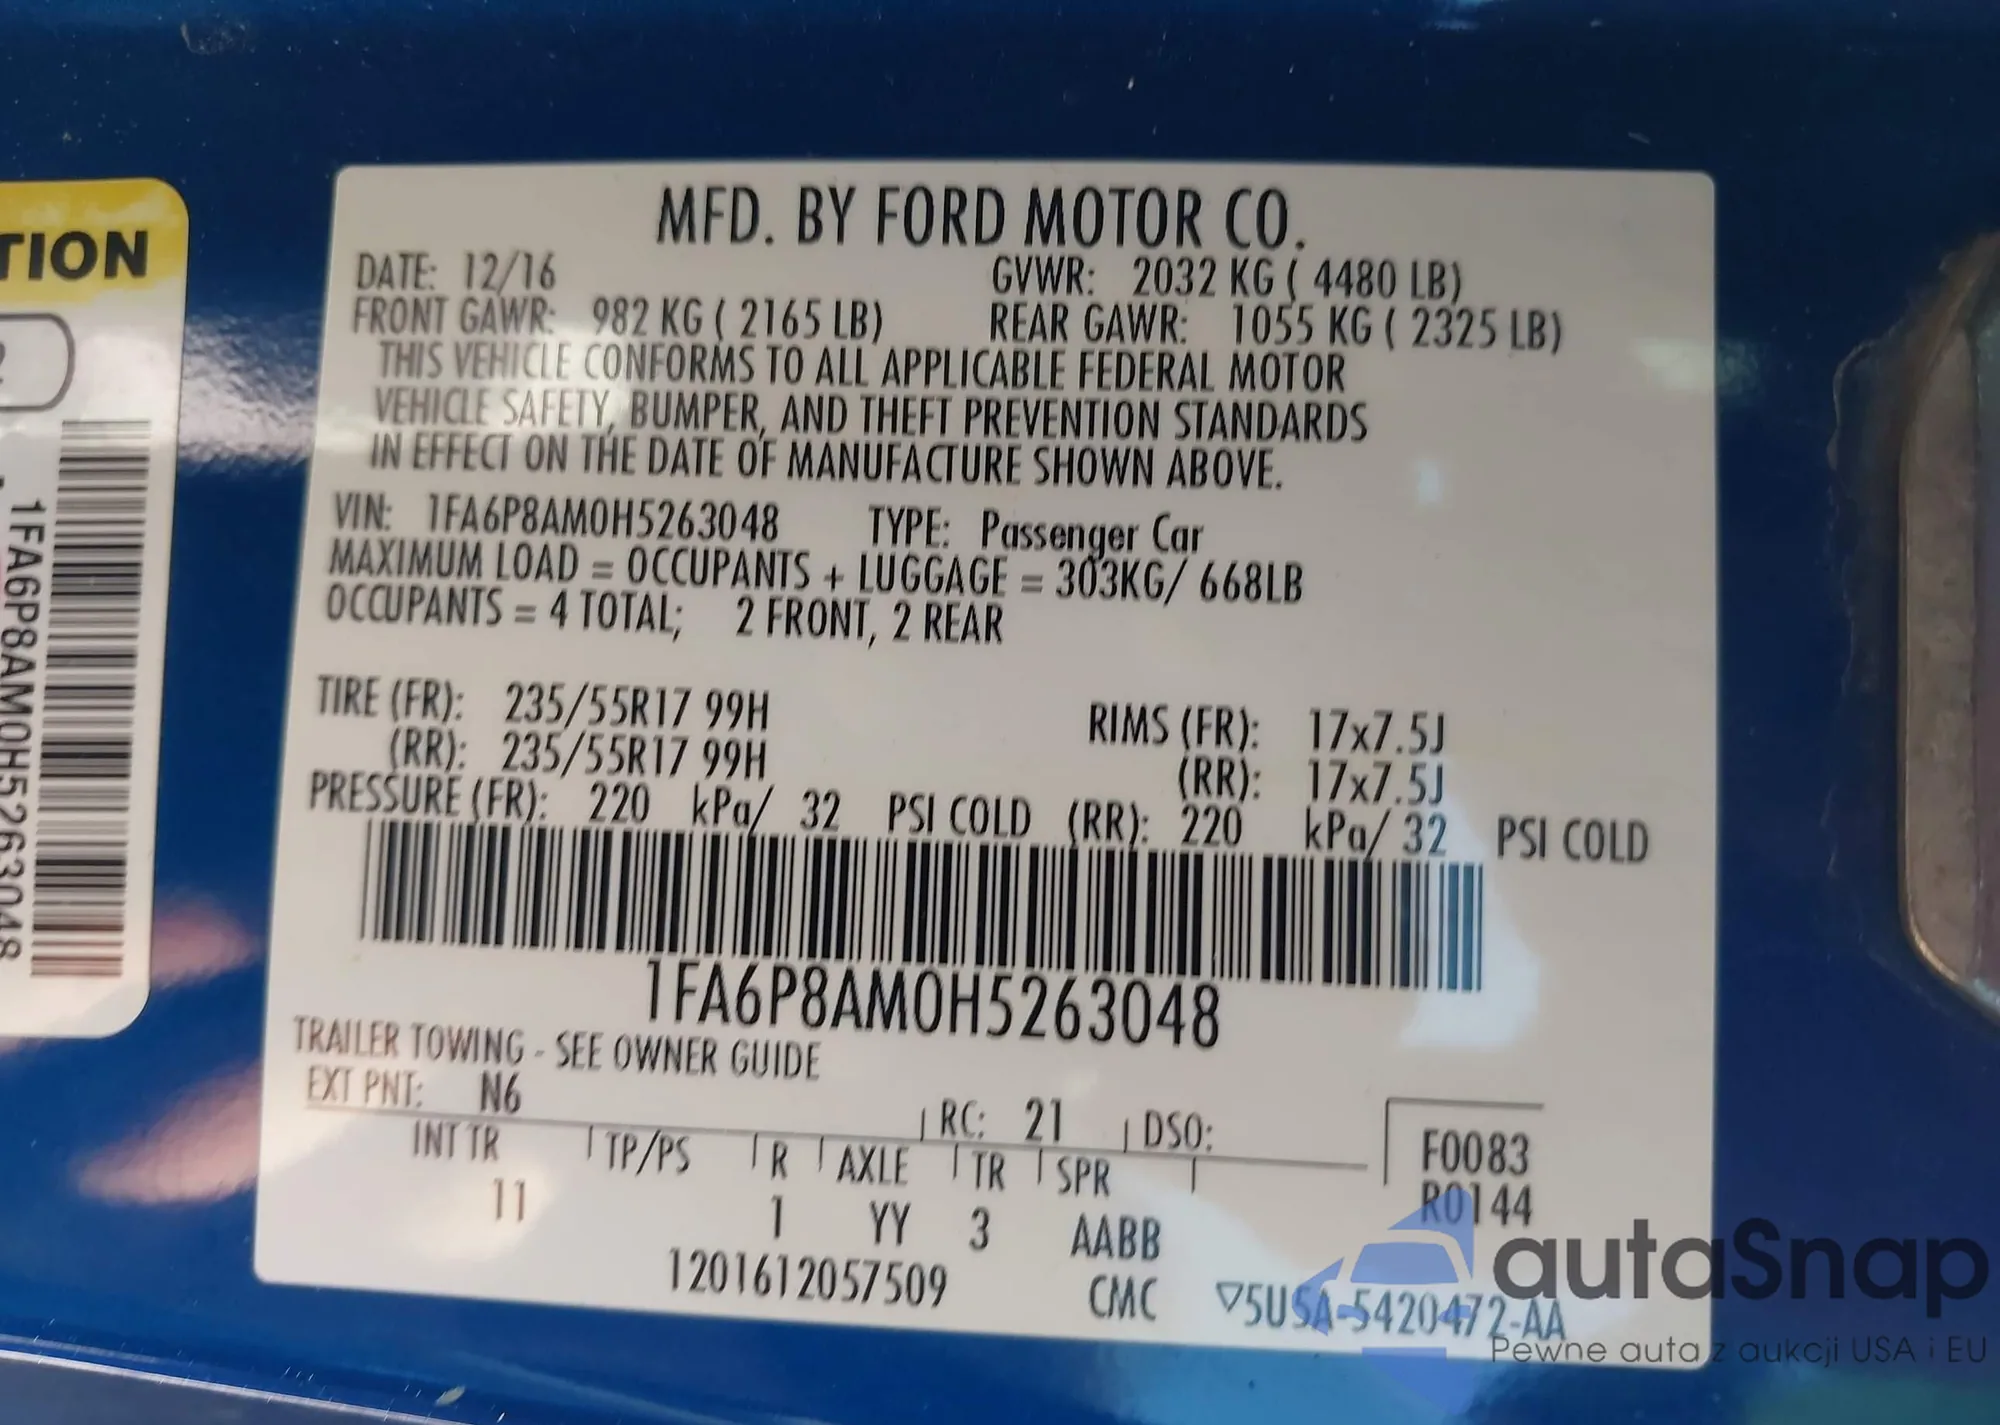 MFD. BY FORD MOTOR CO.
DATE: 12/16 GVWR: 2032 KG ( 4480 LB)
FRONT GAWR: 982 KG ( 2165 LB) REAR GAWR: 1055 KG ( 2325 LB)
THIS VEHICLE CONFORMS TO ALL APPLICABLE FEDERAL MOTOR
VEHICLE SAFETY, BUMPER, AND THEFT PREVENTION STANDARDS
IN EFFECT ON THE DATE OF MANUFACTURE SHOWN ABOVE.
VIN: 1FA6P8AM0H5263048 TYPE: Passenger Car
MAXIMUM LOAD = OCCUPANTS + LUGGAGE = 303KG/ 668LB
OCCUPANTS = 4 TOTAL; 2 FRONT, 2 REAR
TIRE (FR): 235/55R17 99H RIMS (FR): 17x7.5J
(RR): 235/55R17 99H (RR): 17x7.5J
PRESSURE (FR): 220 kPa/ 32 PSI COLD (RR): 220 kPa/ 32 PSI COLD
1FA6P8AM0H5263048
TRAILER TOWING - SEE OWNER GUIDE
EXT PNT: N6 RC: 21 DSO:
INT TR TP/PS R AXLE TR SPR F0083
11 1 YY 3 AABB R0144
1201612057509 CMC ▽5USA-5420472-AA
TION
1FA6P8AM0H5263048
autaSnap
Pewne auta z aukcji USA i EU